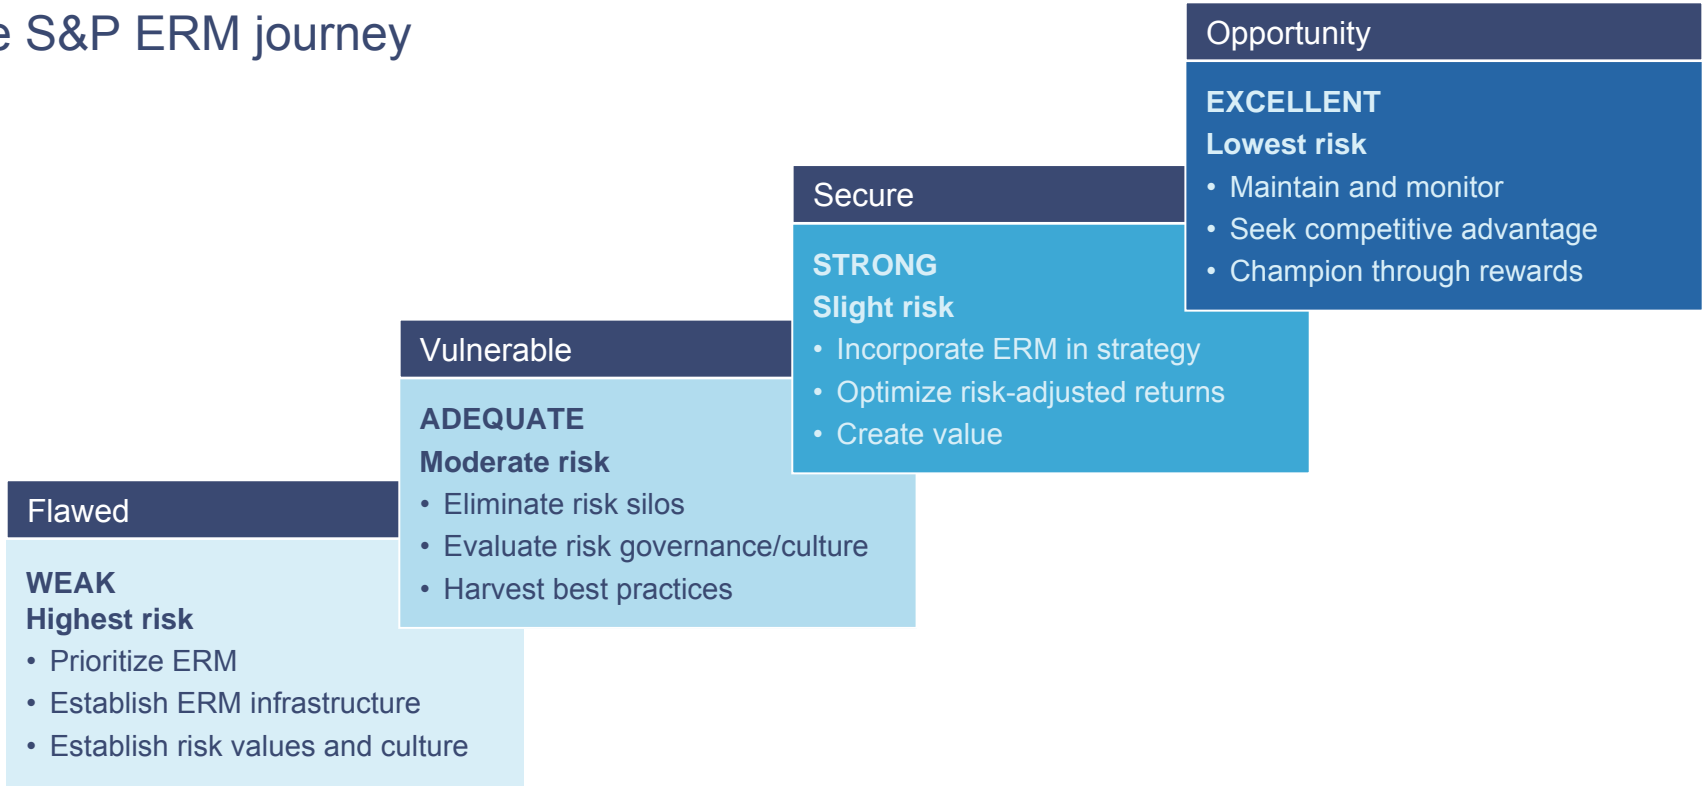 e S&P ERM journey
Opportunity
EXCELLENT
Lowest risk
• Maintain and monitor
• Seek competitive advantage
• Champion through rewards
Secure
STRONG
Slight risk
• Incorporate ERM in strategy
• Optimize risk-adjusted returns
• Create value
Vulnerable
ADEQUATE
Moderate risk
• Eliminate risk silos
• Evaluate risk governance/culture
• Harvest best practices
Flawed
WEAK
Highest risk
• Prioritize ERM
• Establish ERM infrastructure
• Establish risk values and culture